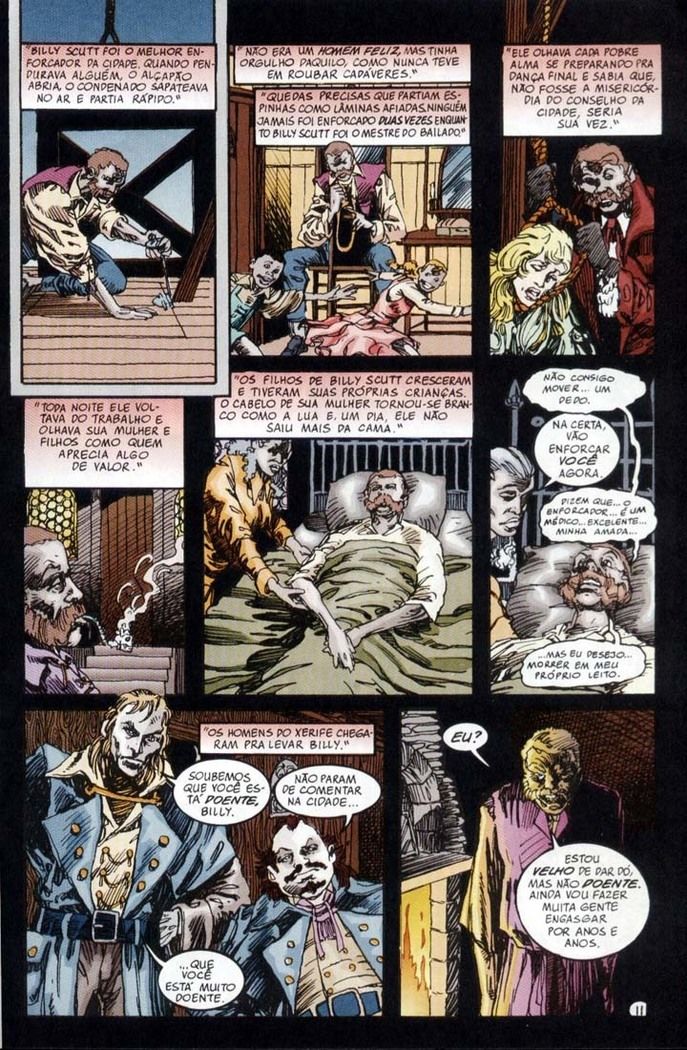 "BILLY SCUTT FOI O MELHOR EN-
FORCADOR DA CIDADE. QUANDO PEN-
DURAVA ALGUÉM, O ALÇAPÃO
ABRIA, O CONDENADO SAPATEAVA
NO AR E PARTIA RÁPIDO."
"NÃO ERA UM HOMEM FELIZ, MAS TINHA
ORGULHO DAQUILO, COMO NUNCA TEVE
EM ROUBAR CADÁVERES."
"QUEDAS PRECISAS QUE PARTIAM ES-
PINHAS COMO LÂMINAS AFIADAS. NINGUÉM
JAMAIS FOI ENFORCADO DUAS VEZES ENQUAN-
TO BILLY SCUTT FOI O MESTRE DO BAILADO."
"ELE OLHAVA CADA POBRE
ALMA SE PREPARANDO PRA
DANÇA FINAL E SABIA QUE,
NÃO FOSSE A MISERICÓR-
DIA DO CONSELHO DA
CIDADE, SERIA
SUA VEZ."
"TODA NOITE ELE VOL-
TAVA DO TRABALHO E
OLHAVA SUA MULHER E
FILHOS COMO QUEM
APRECIA ALGO
DE VALOR."
"OS FILHOS DE BILLY SCUTT CRESCERAM
E TIVERAM SUAS PRÓPRIAS CRIANÇAS.
O CABELO DE SUA MULHER TORNOU-SE BRAN-
CO COMO A LUA E, UM DIA, ELE NÃO
SAIU MAIS DA CAMA."
NÃO CONSIGO
MOVER... UM
DEDO.
NA CERTA,
VÃO
ENFORCAR
VOCÊ
AGORA.
DIZEM QUE... O
ENFORCADOR... É UM
MÉDICO... EXCELENTE...
MINHA AMADA...
...MAS EU DESEJO...
MORRER EM MEU
PRÓPRIO LEITO.
"OS HOMENS DO XERIFE CHEGA-
RAM PRA LEVAR BILLY."
SOUBEMOS
QUE VOCÊ ES-
TÁ DOENTE,
BILLY.
NÃO PARAM
DE COMENTAR
NA CIDADE...
...QUE
VOCÊ
ESTÁ MUITO
DOENTE.
EU?
ESTOU
VELHO DE DAR DÓ,
MAS NÃO DOENTE.
AINDA VOU FAZER
MUITA GENTE
ENGASGAR
POR ANOS E
ANOS.
11